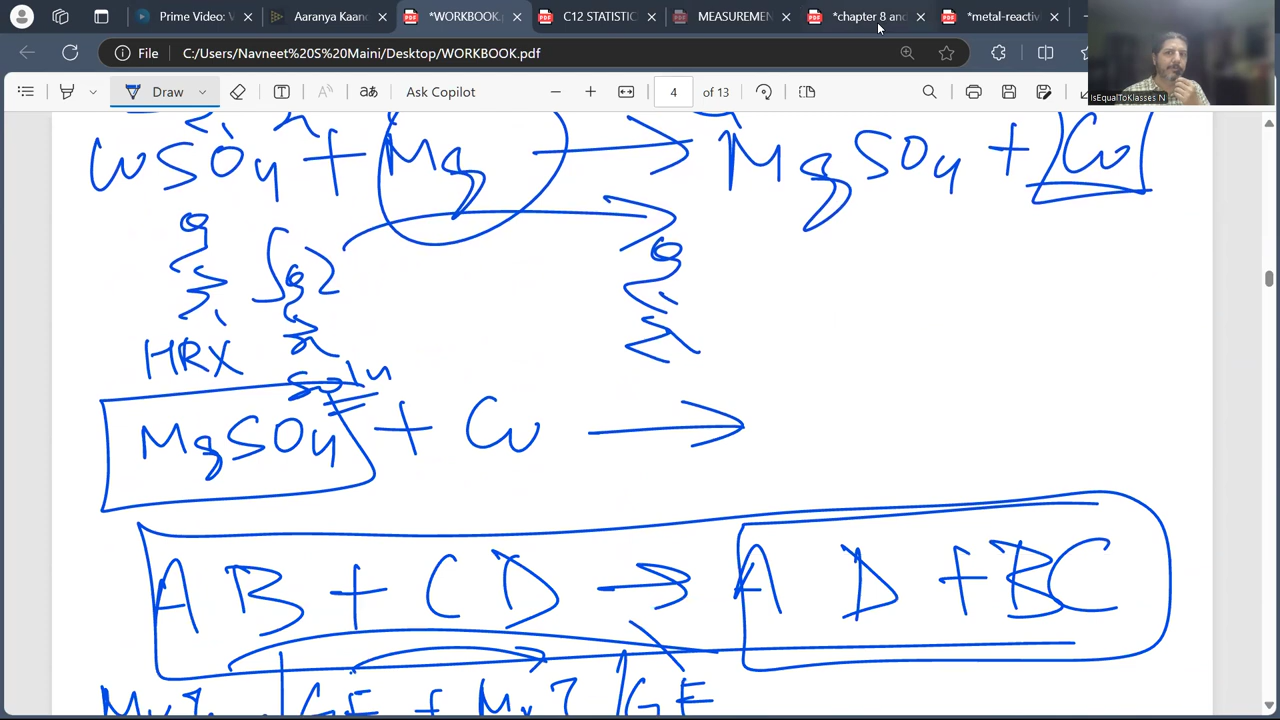 Prime Video: V
Aaranya Kaand
*WORKBOOK.p
C12 STATISTIC
MEASUREMEN
*chapter 8 and
*metal-reactiv
File
C:/Users/Navneet%20S%20Maini/Desktop/WORKBOOK.pdf
Draw
Ask Copilot
4 of 13
IsEqualToKlasses N
CuSO4 + Mg → MgSO4 + Cu
HRX
soln
MgSO4 + Cu →
AB + CD → AD + BC